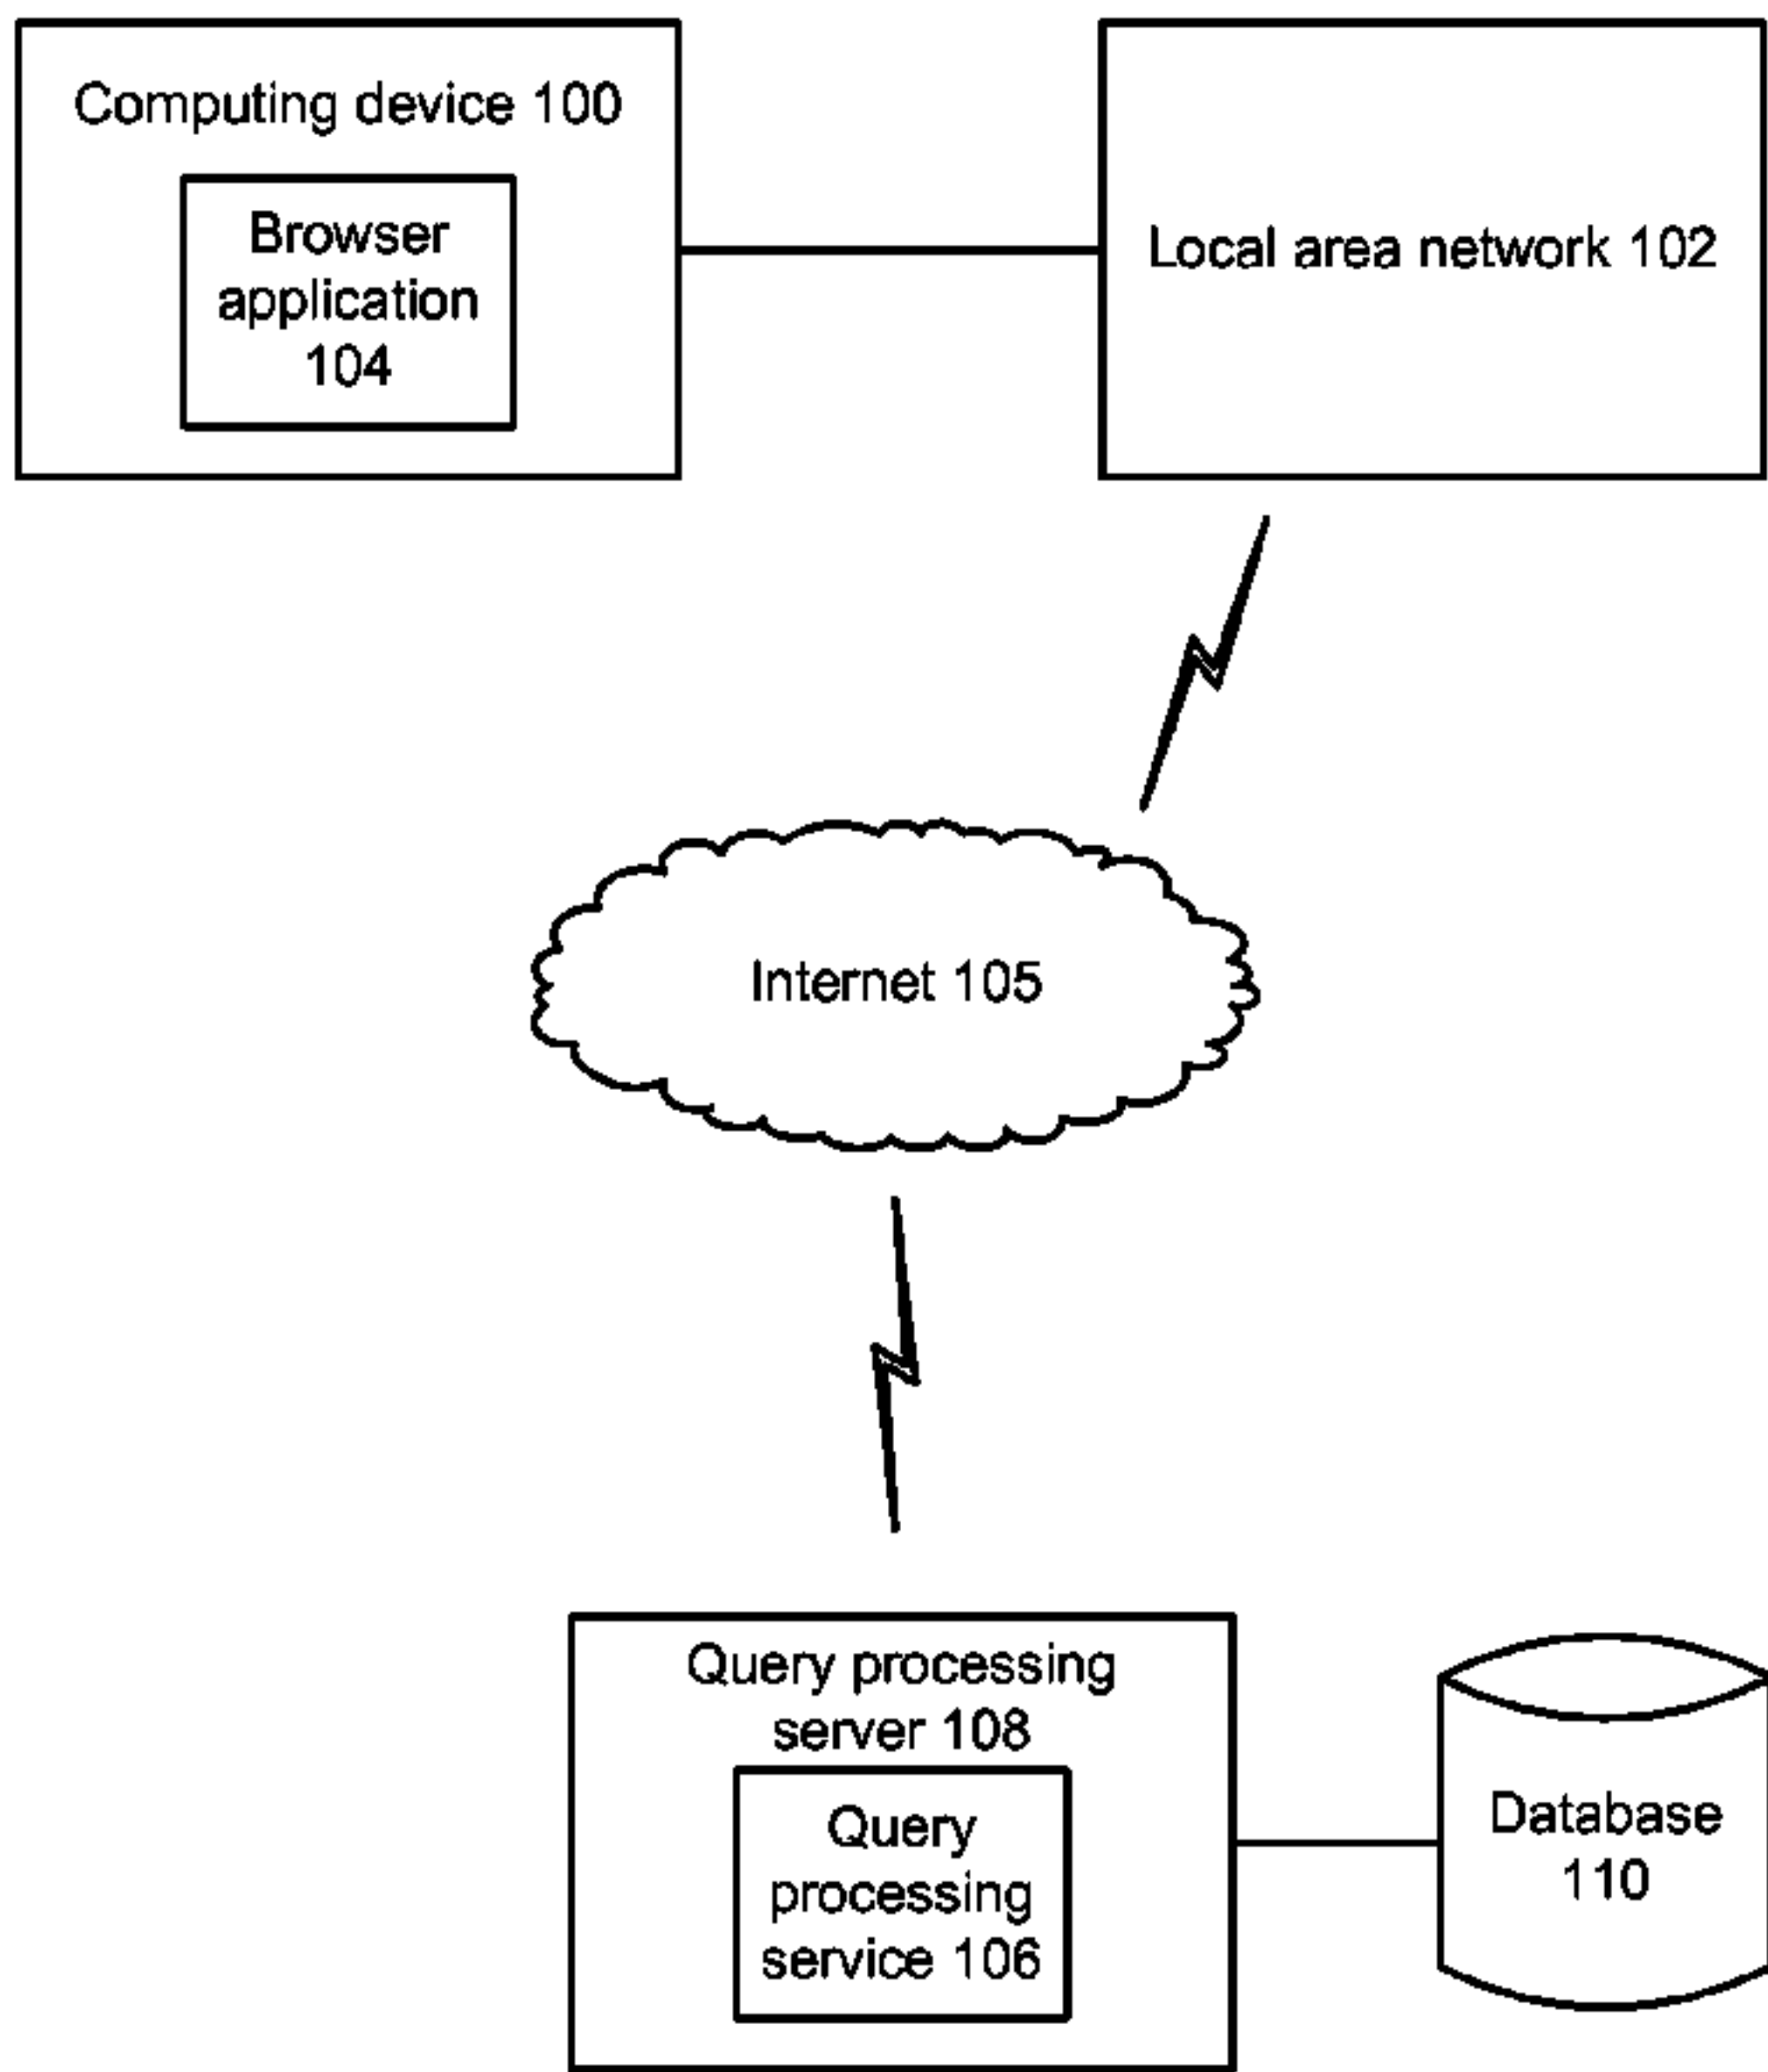 Computing device 100
Browser
application
104
Local area network 102
Internet 105
Query processing
server 108
Query
processing
service 106
Database
110